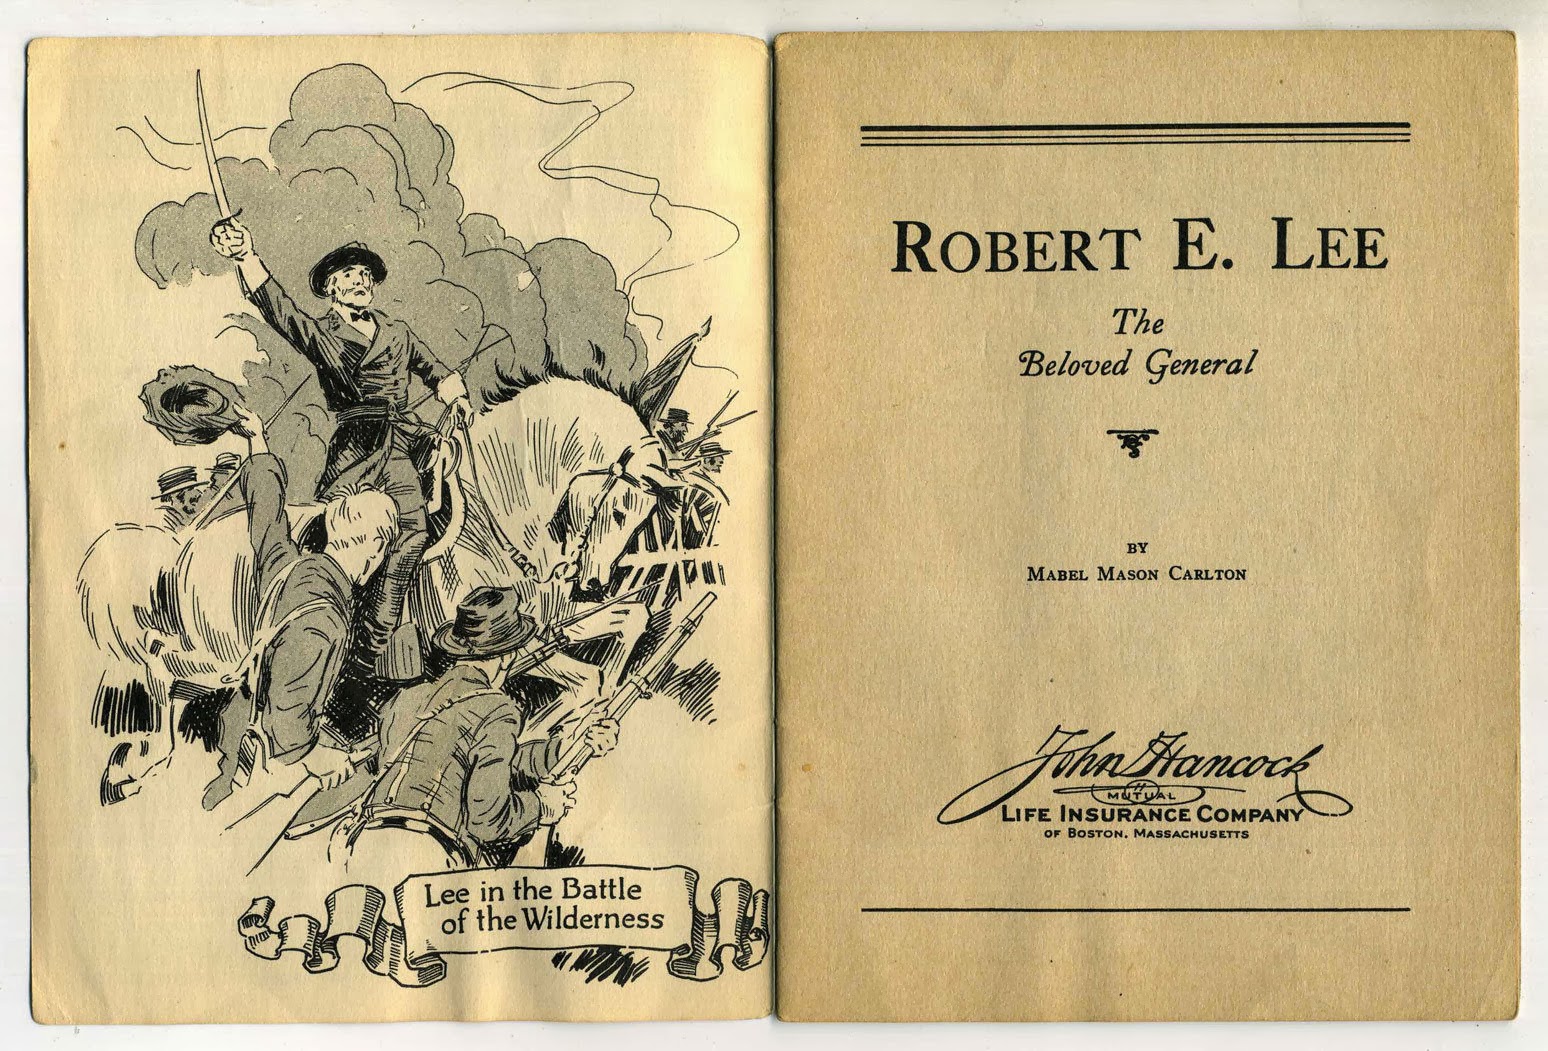 Lee in the Battle
of the Wilderness
ROBERT E. LEE
The
Beloved General
BY
MABEL MASON CARLTON
John Hancock
MUTUAL
LIFE INSURANCE COMPANY
OF BOSTON, MASSACHUSETTS